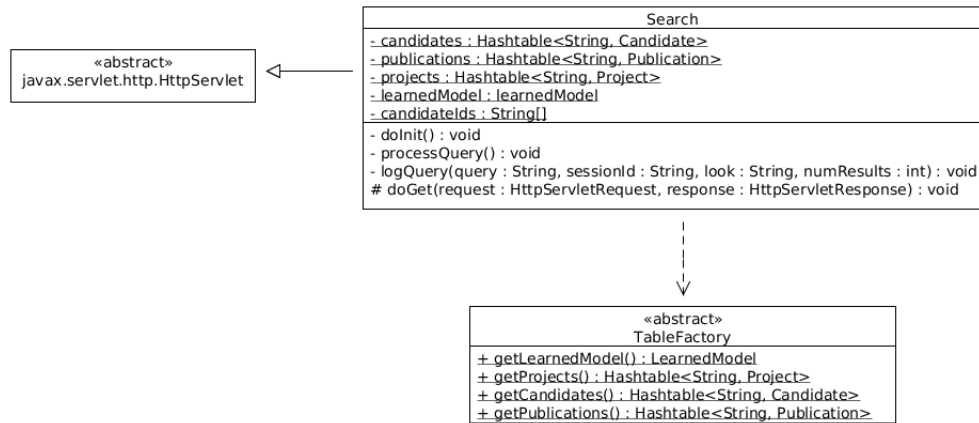 Search
- candidates : Hashtable<String, Candidate>
- publications : Hashtable<String, Publication>
- projects : Hashtable<String, Project>
- learnedModel : learnedModel
- candidateIds : String[]
- doInit() : void
- processQuery() : void
- logQuery(query : String, sessionId : String, look : String, numResults : int) : void
# doGet(request : HttpServletRequest, response : HttpServletResponse) : void
«abstract»
javax.servlet.http.HttpServlet
«abstract»
TableFactory
+ getLearnedModel() : LearnedModel
+ getProjects() : Hashtable<String, Project>
+ getCandidates() : Hashtable<String, Candidate>
+ getPublications() : Hashtable<String, Publication>